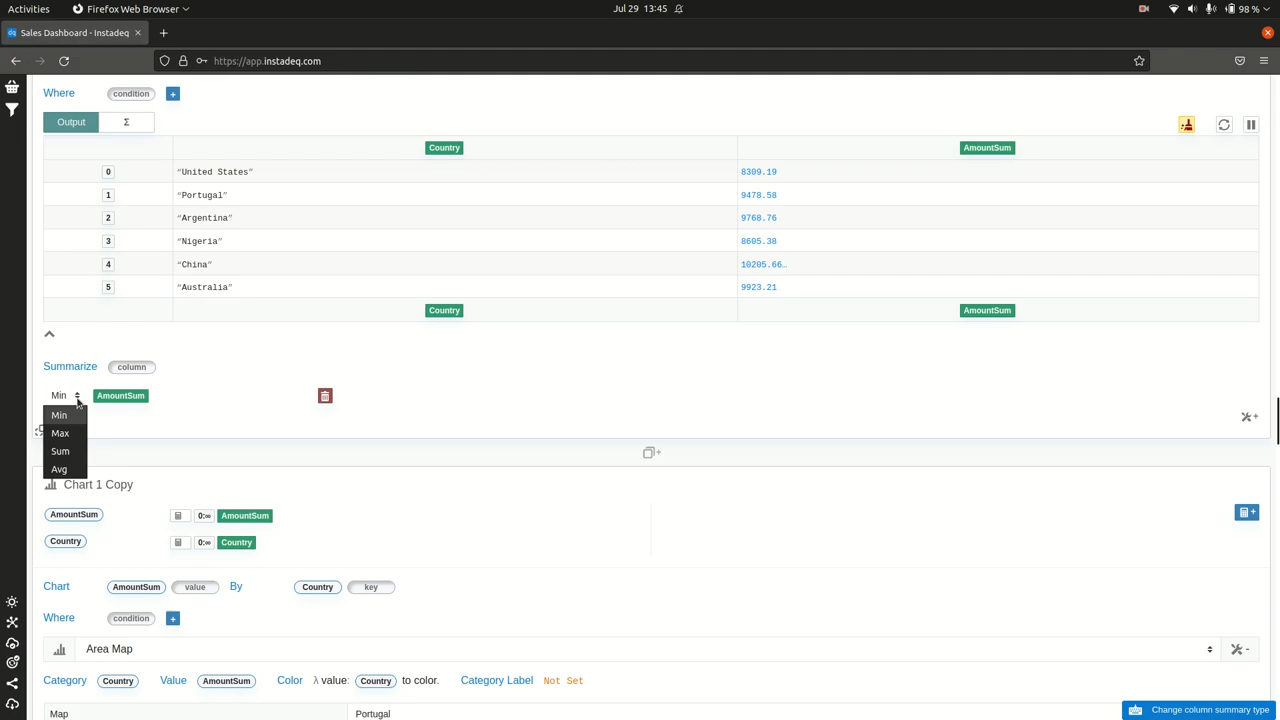 Activities Firefox Web Browser Jul 29 13:45 98 %
Sales Dashboard - Instadeq
https://app.instadeq.com
Where condition +
Output Σ
Country AmountSum
0 “United States” 8309.19
1 “Portugal” 9478.58
2 “Argentina” 9768.76
3 “Nigeria” 8605.38
4 “China” 10205.66…
5 “Australia” 9923.21
Country AmountSum
Summarize column
Min AmountSum
Min
Max
Sum
Avg
Chart 1 Copy
AmountSum 0:∞ AmountSum
Country 0:∞ Country
Chart AmountSum value By Country key
Where condition +
Area Map
Category Country Value AmountSum Color λ value: Country to color. Category Label Not Set
Map Portugal
Change column summary type